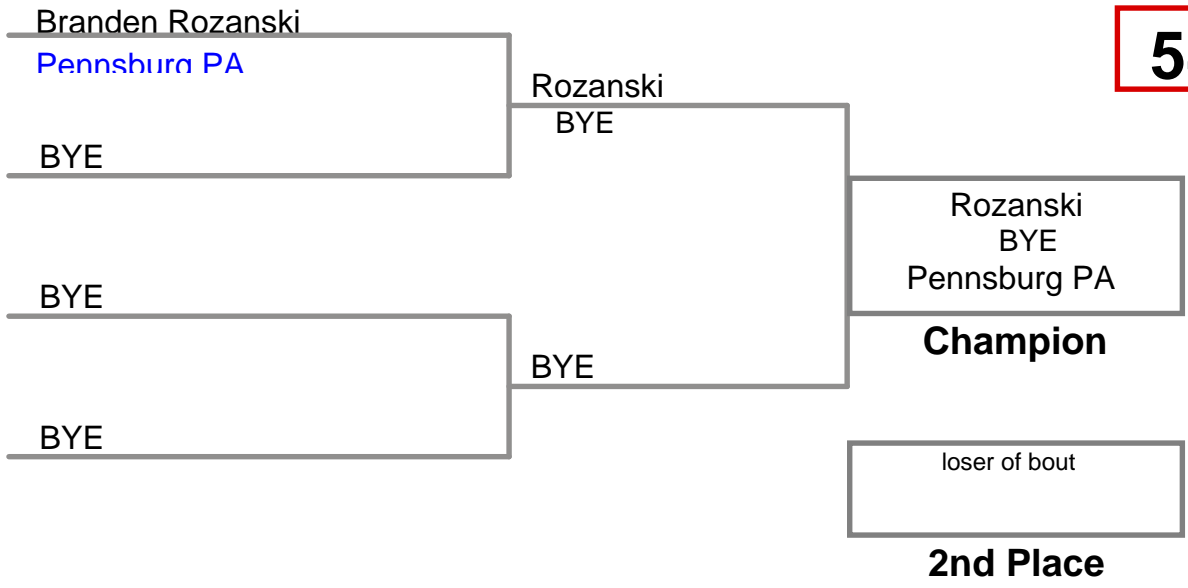 Branden Rozanski
Pennsburg PA
BYE
BYE
BYE
Rozanski
BYE
BYE
Rozanski
BYE
Pennsburg PA
Champion
loser of bout
2nd Place